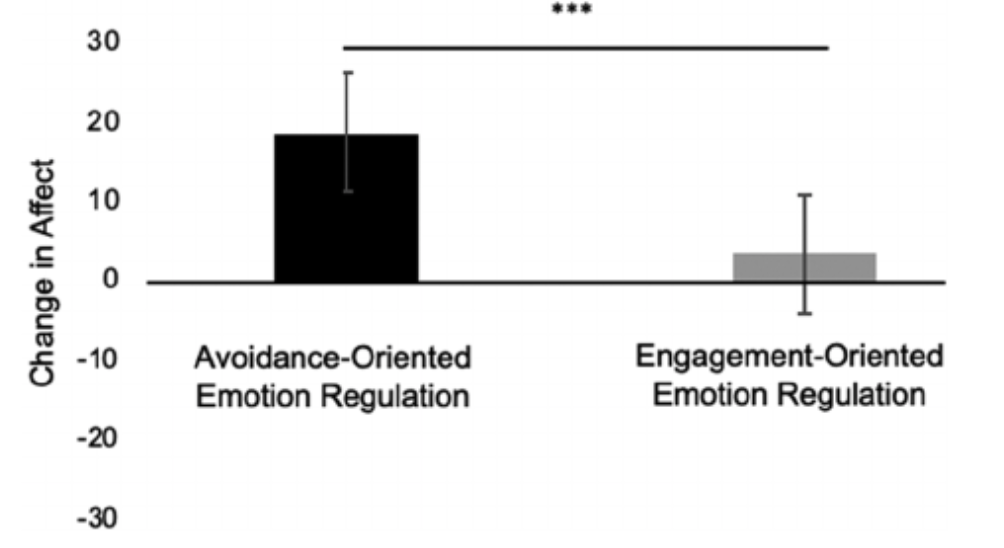 ***
30
20
10
0
-10
-20
-30
Change in Affect
Avoidance-Oriented
Emotion Regulation
Engagement-Oriented
Emotion Regulation